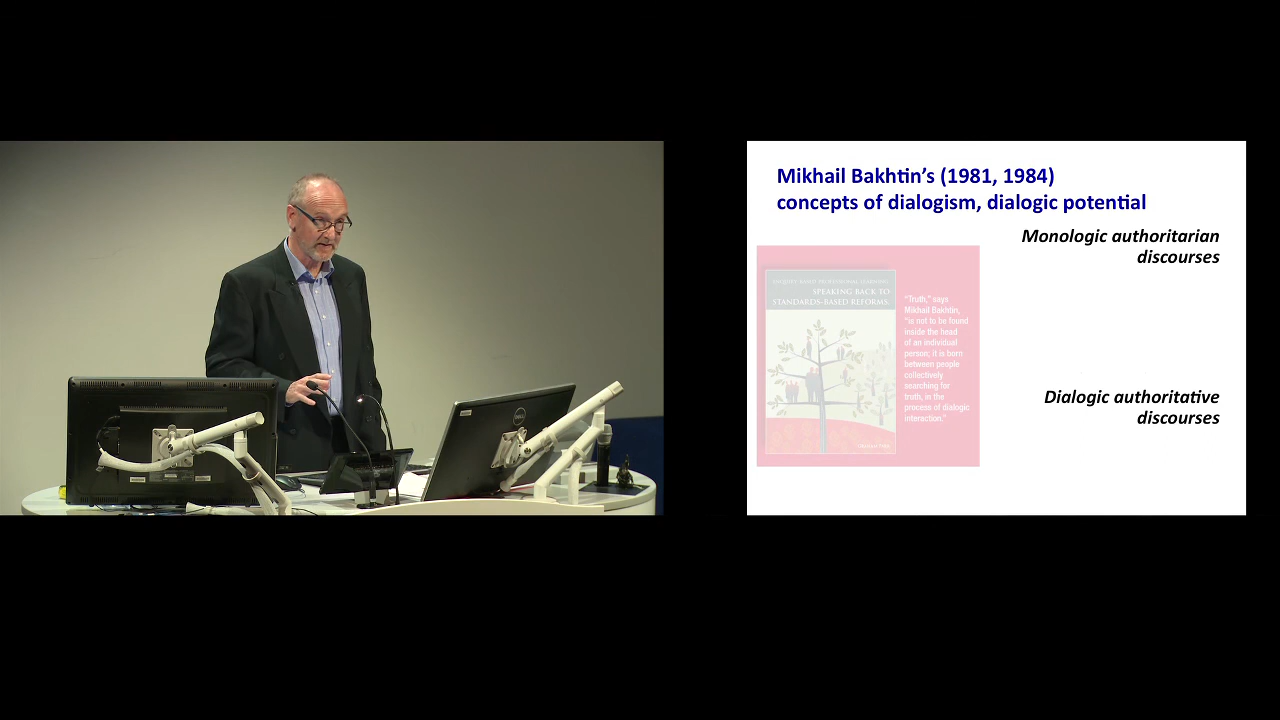 Mikhail Bakhtin's (1981, 1984)
concepts of dialogism, dialogic potential
Monologic authoritarian
discourses
SPEAKING BACK TO
STANDARDS-BASED REFORMS:
"Truth," says
Mikhail Bakhtin,
"is not to be found
inside the head
of an individual
person; it is born
between people
collectively
searching for
truth, in the
process of dialogic
interaction."
Dialogic authoritative
discourses
DELL